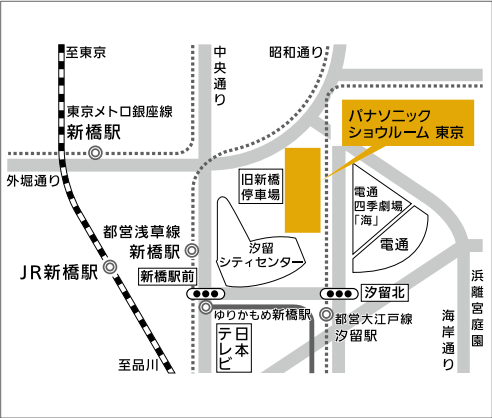 至東京
中央通り
昭和通り
東京メトロ銀座線
新橋駅
パナソニック
ショウルーム 東京
外堀通り
旧新橋
停車場
電通
四季劇場
「海」
電通
都営浅草線
新橋駅
汐留
シティセンター
JR新橋駅
新橋駅前
汐留北
浜離宮庭園
ゆりかもめ新橋駅
都営大江戸線
汐留駅
海岸通り
日本
テレビ
至品川